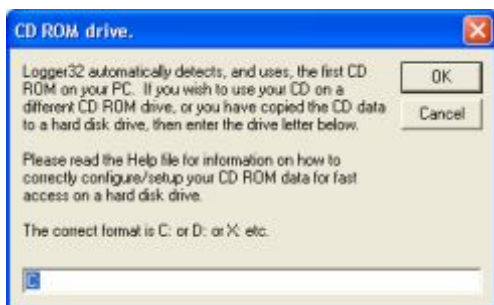 CD ROM drive.
Logger32 automatically detects, and uses, the first CD
ROM on your PC. If you wish to use your CD on a
different CD ROM drive, or you have copied the CD data
to a hard disk drive, then enter the drive letter below.
OK
Cancel
Please read the Help file for information on how to
correctly configure/setup your CD ROM data for fast
access on a hard disk drive.
The correct format is C: or D: or X: etc.
C: